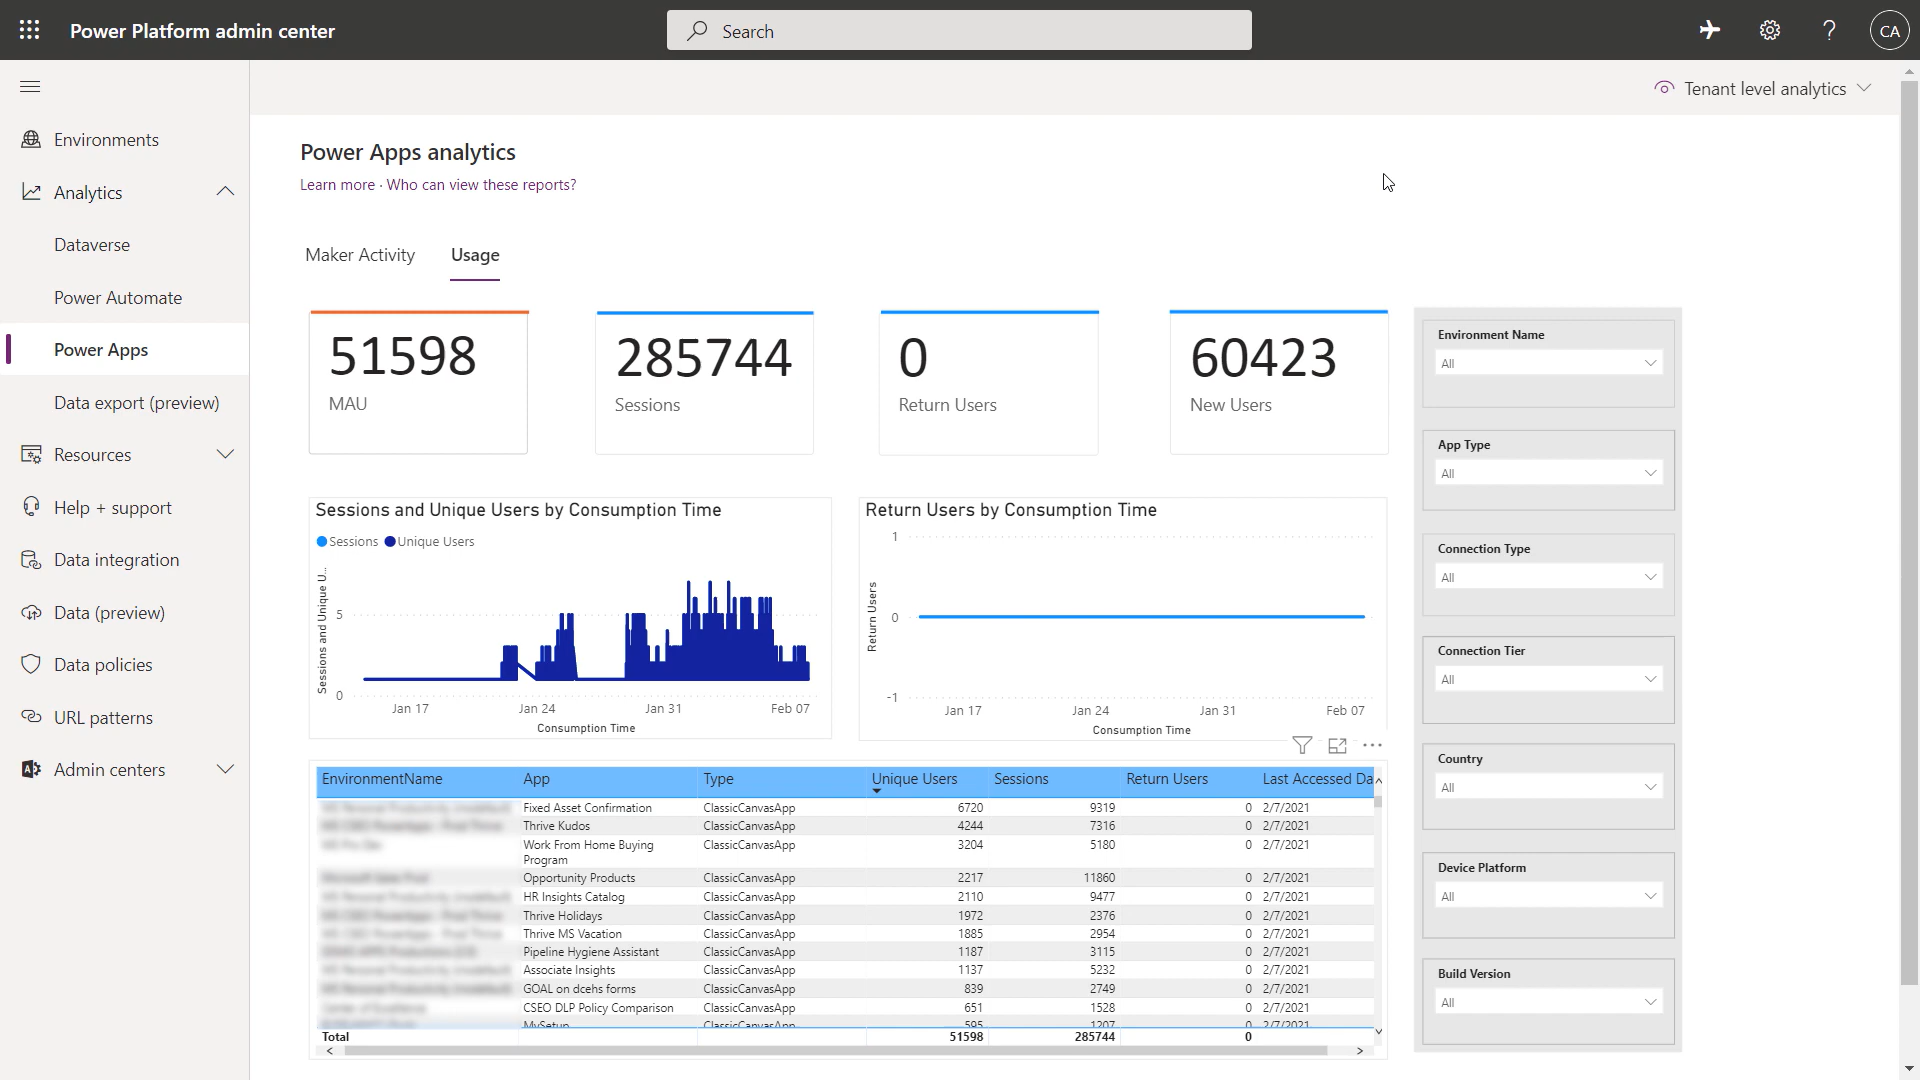 Power Platform admin center
Search
CA
Tenant level analytics
Environments
Analytics
Dataverse
Power Automate
Power Apps
Data export (preview)
Resources
Help + support
Data integration
Data (preview)
Data policies
URL patterns
Admin centers
Power Apps analytics
Learn more · Who can view these reports?
Maker Activity Usage
51598
MAU
285744
Sessions
0
Return Users
60423
New Users
Sessions and Unique Users by Consumption Time
Sessions Unique Users
Sessions and Unique U...
5
0
Jan 17 Jan 24 Jan 31 Feb 07
Consumption Time
Return Users by Consumption Time
Return Users
1
0
-1
Jan 17 Jan 24 Jan 31 Feb 07
Consumption Time
EnvironmentName App Type Unique Users Sessions Return Users Last Accessed Da
Fixed Asset Confirmation ClassicCanvasApp 6720 9319 0 2/7/2021
Thrive Kudos ClassicCanvasApp 4244 7316 0 2/7/2021
Work From Home Buying ClassicCanvasApp 3204 5180 0 2/7/2021
Program
Opportunity Products ClassicCanvasApp 2217 11860 0 2/7/2021
HR Insights Catalog ClassicCanvasApp 2110 9477 0 2/7/2021
Thrive Holidays ClassicCanvasApp 1972 2376 0 2/7/2021
Thrive MS Vacation ClassicCanvasApp 1885 2954 0 2/7/2021
Pipeline Hygiene Assistant ClassicCanvasApp 1187 3115 0 2/7/2021
Associate Insights ClassicCanvasApp 1137 5232 0 2/7/2021
GOAL on dcehs forms ClassicCanvasApp 839 2749 0 2/7/2021
CSEO DLP Policy Comparison ClassicCanvasApp 651 1528 0 2/7/2021
MySetup ClassicCanvasApp 595 1207 0 2/7/2021
Total 51598 285744 0
Environment Name
All
App Type
All
Connection Type
All
Connection Tier
All
Country
All
Device Platform
All
Build Version
All